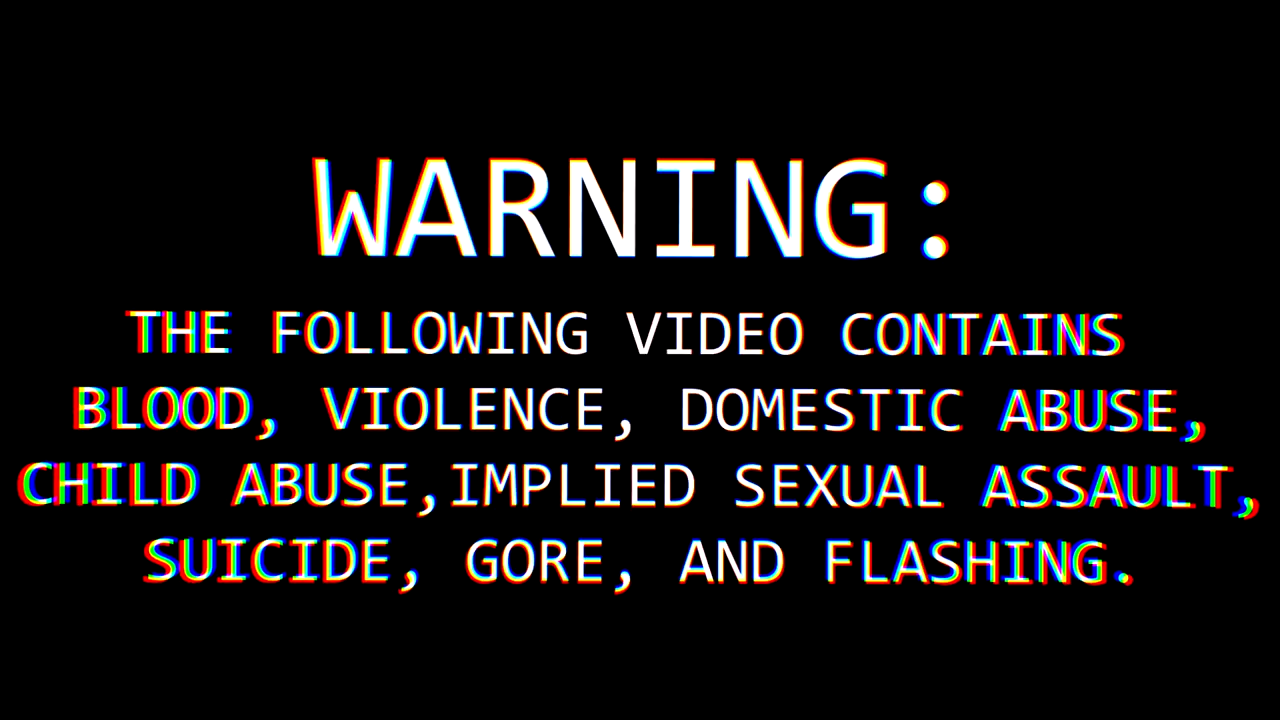 WARNING:
THE FOLLOWING VIDEO CONTAINS
BLOOD, VIOLENCE, DOMESTIC ABUSE,
CHILD ABUSE,IMPLIED SEXUAL ASSAULT,
SUICIDE, GORE, AND FLASHING.